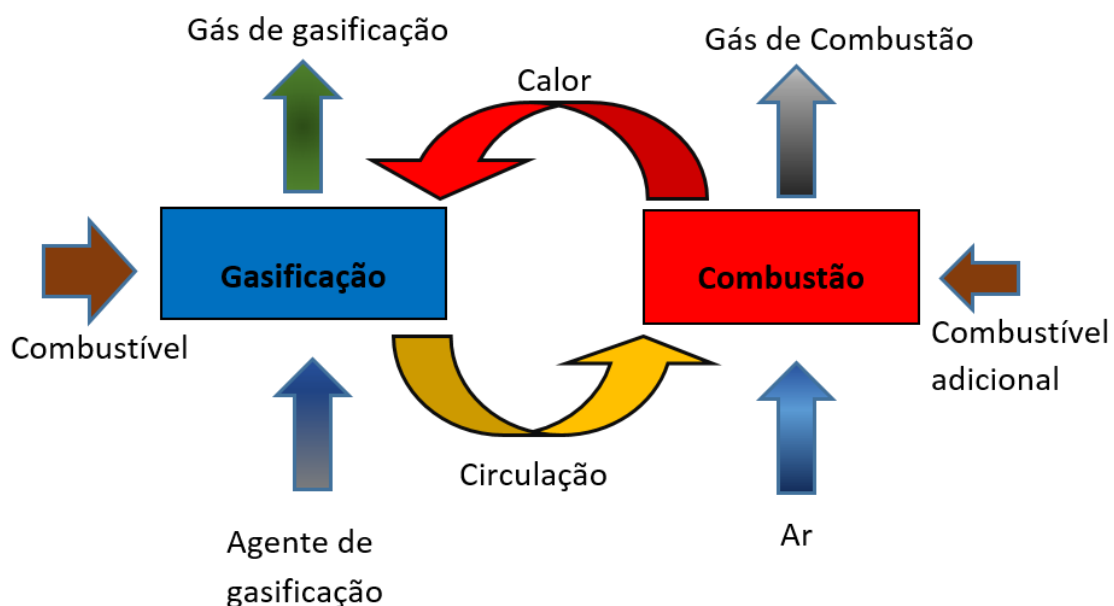 Gás de gasificação
Gás de Combustão
Calor
Gasificação
Combustão
Combustível
Combustível
adicional
Circulação
Agente de
gasificação
Ar